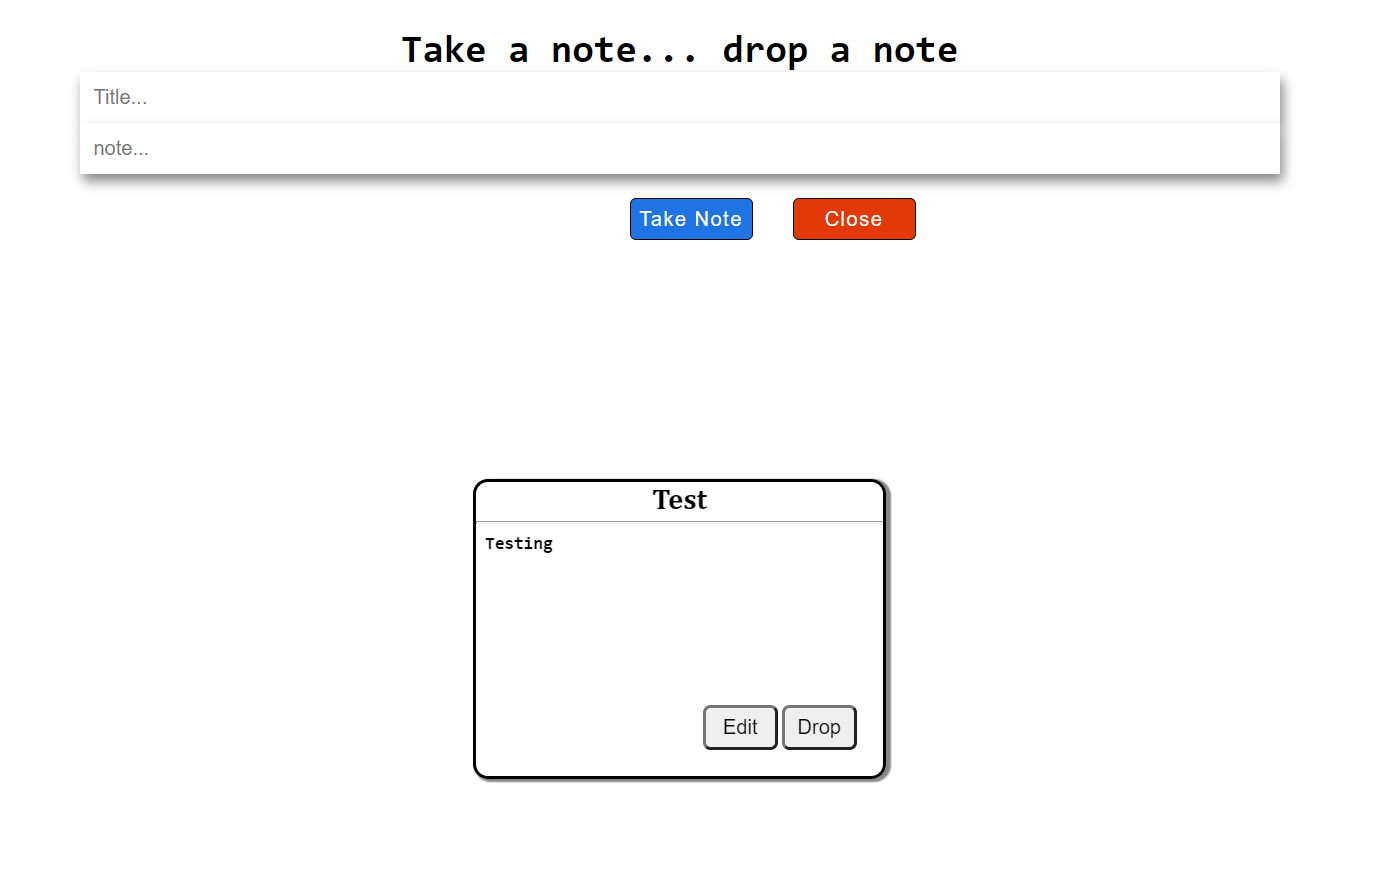 Take a note... drop a note
Title...
note...
Take Note Close
Test
Testing
Edit Drop